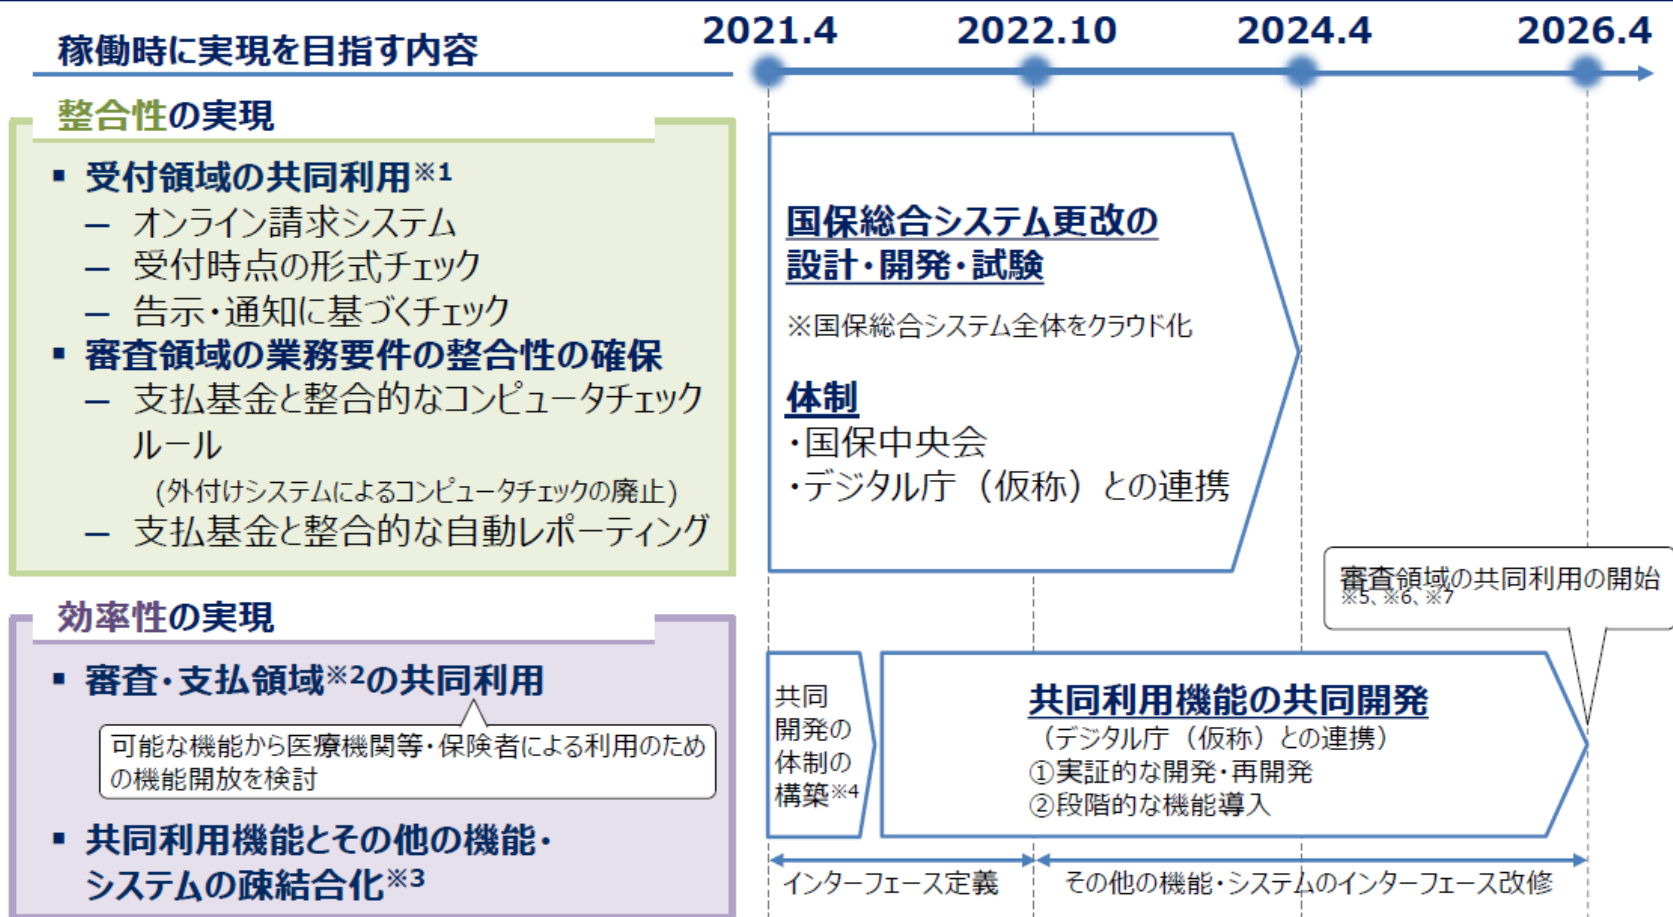 稼働時に実現を目指す内容
2021.4
2022.10
2024.4
2026.4
整合性の実現
▪ 受付領域の共同利用※1
― オンライン請求システム
― 受付時点の形式チェック
― 告示・通知に基づくチェック
▪ 審査領域の業務要件の整合性の確保
― 支払基金と整合的なコンピュータチェック
ルール
(外付けシステムによるコンピュータチェックの廃止)
― 支払基金と整合的な自動レポーティング
国保総合システム更改の
設計・開発・試験
※国保総合システム全体をクラウド化
体制
・国保中央会
・デジタル庁（仮称）との連携
効率性の実現
▪ 審査・支払領域※2の共同利用
可能な機能から医療機関等・保険者による利用のため
の機能開放を検討
▪ 共同利用機能とその他の機能・
システムの疎結合化※3
審査領域の共同利用の開始
※5、※6、※7
共同
開発の
体制の
構築※4
共同利用機能の共同開発
（デジタル庁（仮称）との連携）
①実証的な開発・再開発
②段階的な機能導入
インターフェース定義
その他の機能・システムのインターフェース改修